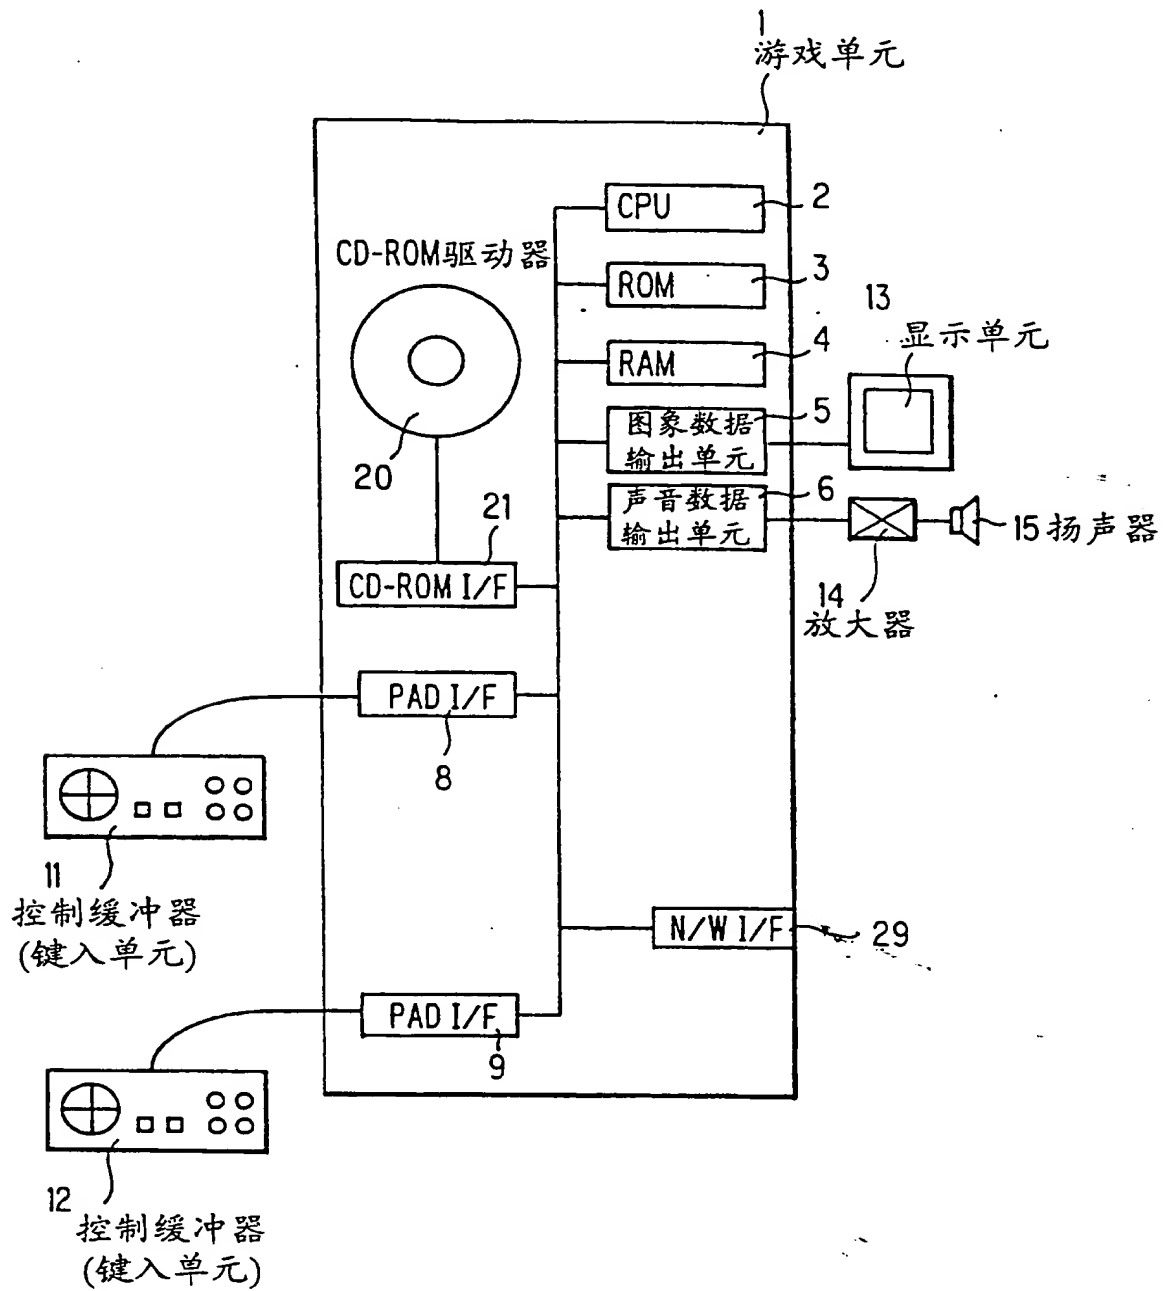 1
游戏单元
CPU
2
CD-ROM驱动器
ROM
3
13
显示单元
RAM
4
图象数据
输出单元
5
20
声音数据
输出单元
6
21
15扬声器
CD-ROM I/F
14
放大器
PAD I/F
8
11
控制缓冲器
(键入单元)
N/W I/F
29
PAD I/F
9
12
控制缓冲器
(键入单元)